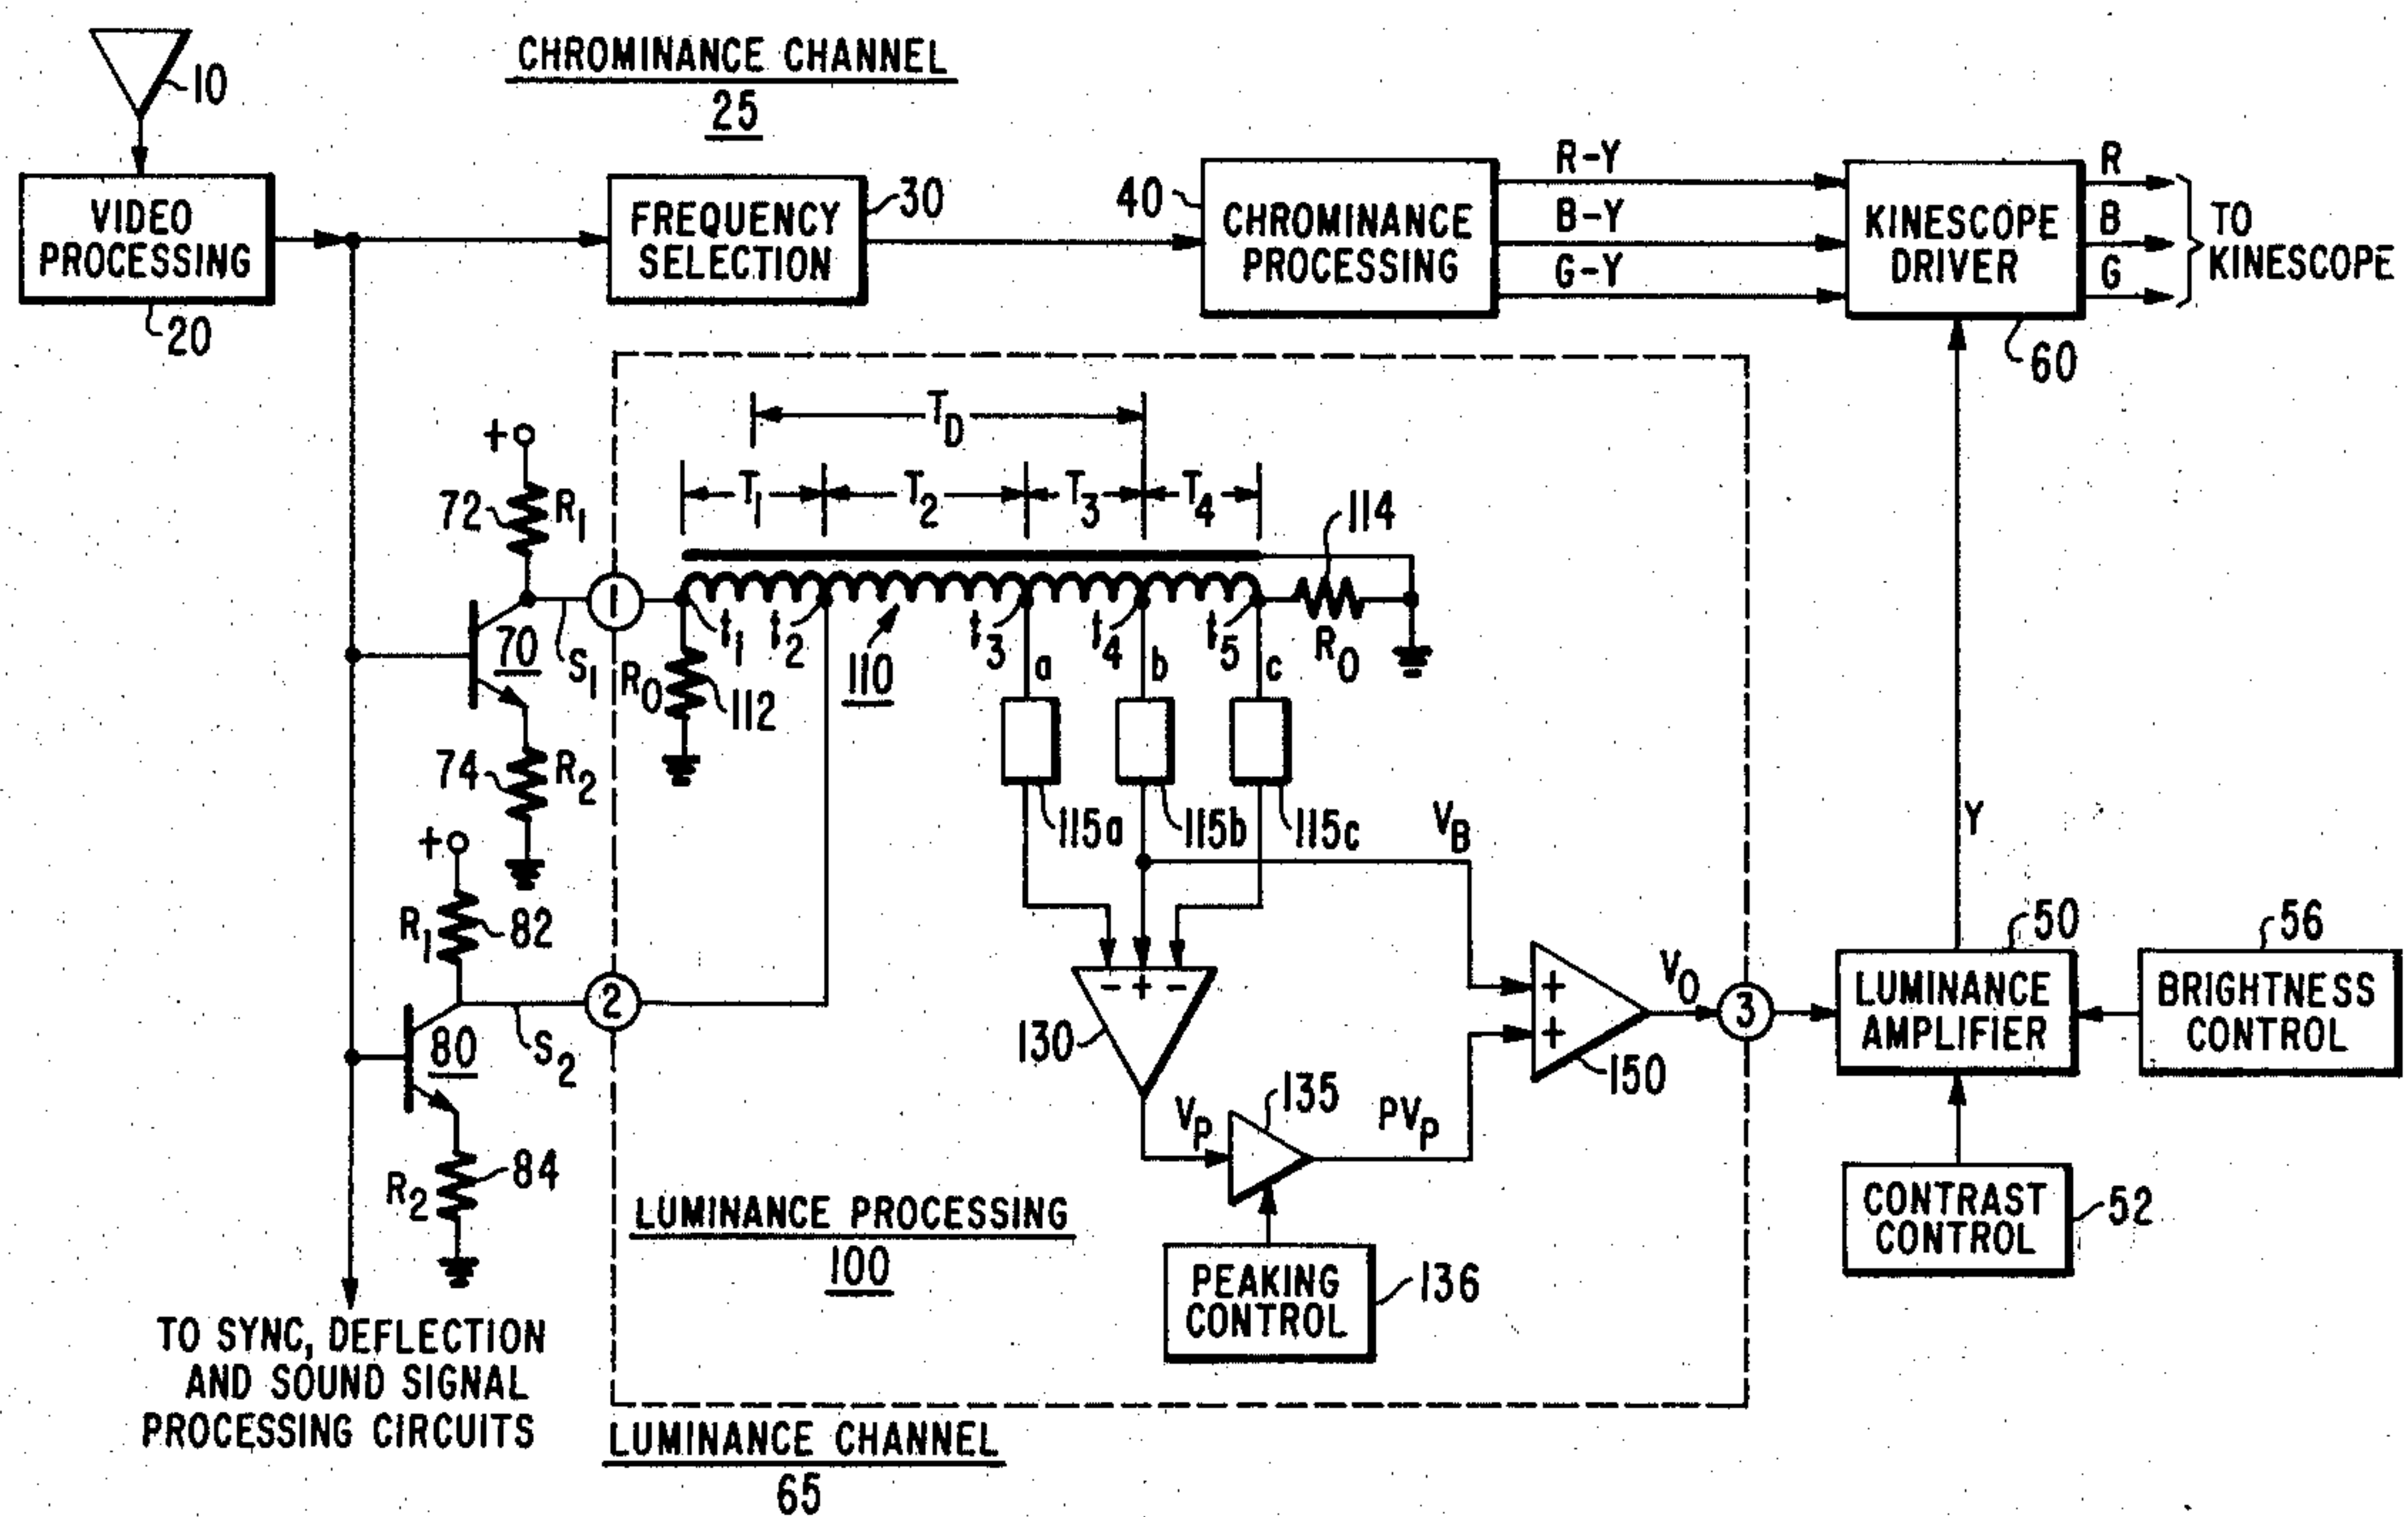 CHROMINANCE CHANNEL
25
10
VIDEO
PROCESSING
20
FREQUENCY
SELECTION
30
40
CHROMINANCE
PROCESSING
R-Y
B-Y
G-Y
KINESCOPE
DRIVER
60
R
B
G
TO
KINESCOPE
T_D
T_1
T_2
T_3
T_4
+
72
R_1
70
S_1
1
R_0
112
t_1
t_2
110
t_3
t_4
t_5
a
b
c
114
R_0
74
R_2
115a
115b
115c
V_B
+
R_1
82
80
S_2
2
R_2
84
- + -
130
V_P
135
PV_P
+
+
150
V_0
3
Y
50
LUMINANCE
AMPLIFIER
56
BRIGHTNESS
CONTROL
CONTRAST
CONTROL
52
PEAKING
CONTROL
136
LUMINANCE PROCESSING
100
TO SYNC, DEFLECTION
AND SOUND SIGNAL
PROCESSING CIRCUITS
LUMINANCE CHANNEL
65